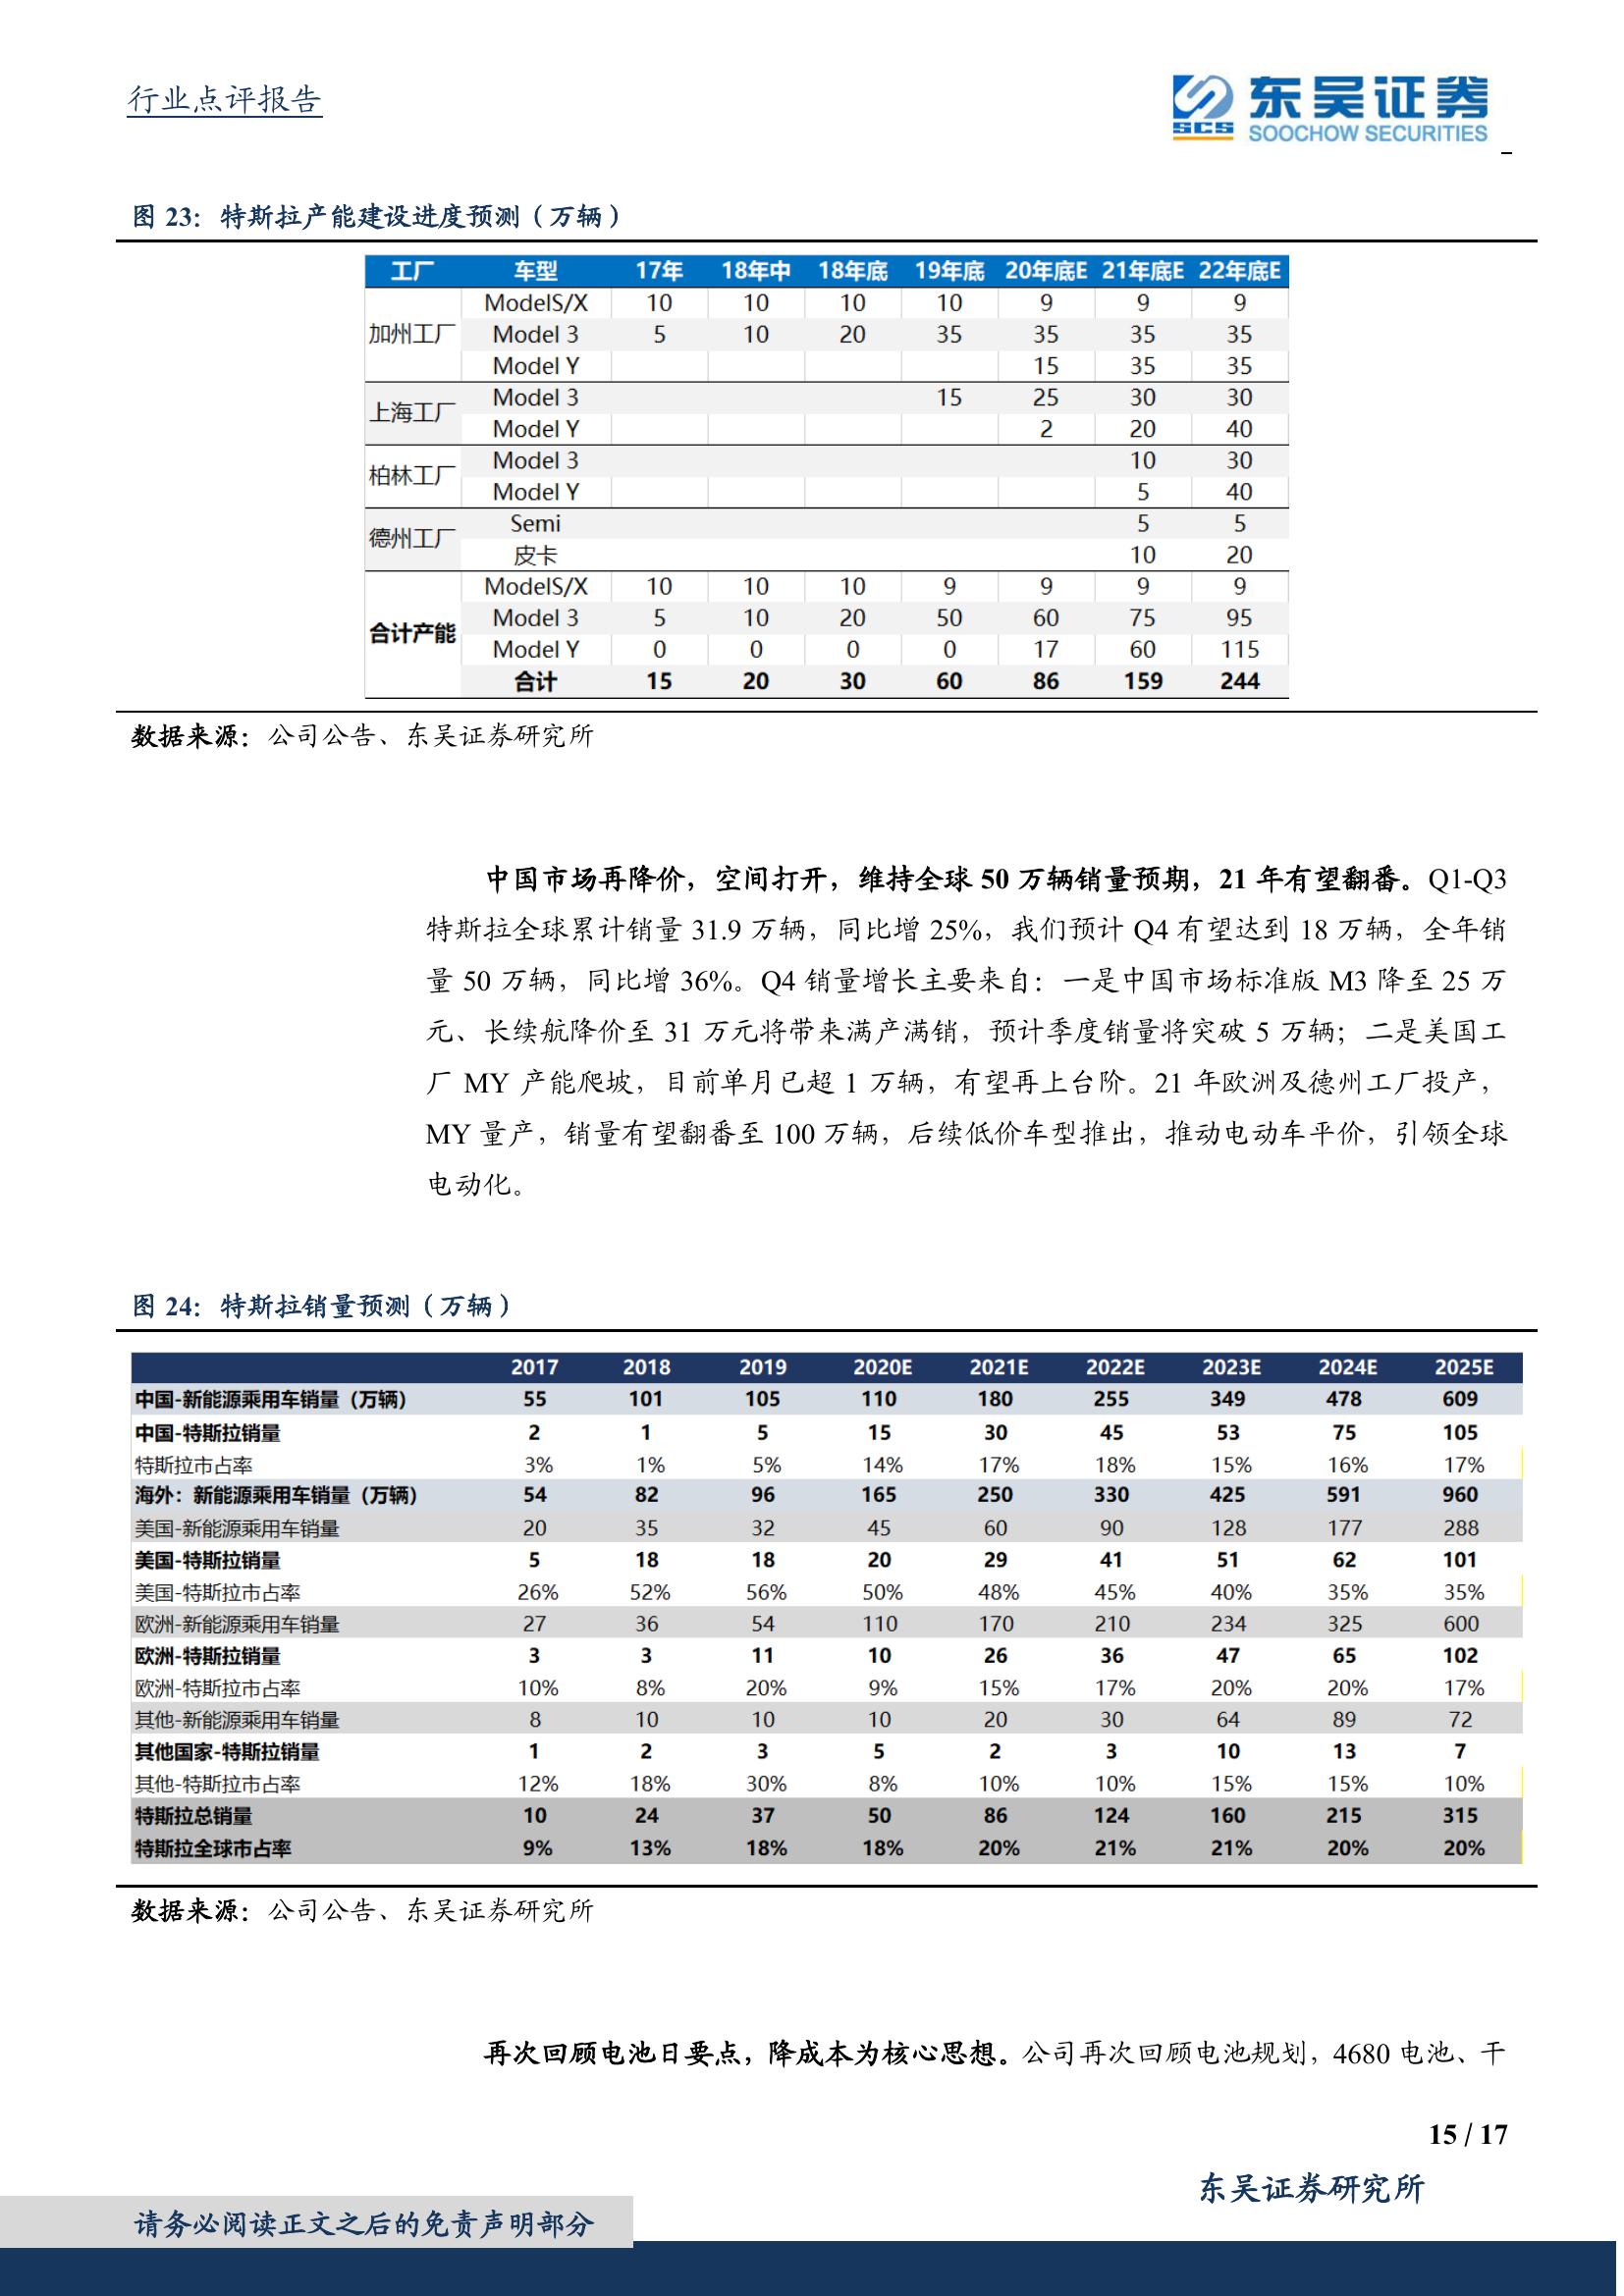 行业点评报告
东吴证券
SCS
SOOCHOW SECURITIES
图 23：特斯拉产能建设进度预测（万辆）
工厂 车型 17年 18年中 18年底 19年底 20年底E 21年底E 22年底E
加州工厂 ModelS/X 10 10 10 10 9 9 9
Model 3 5 10 20 35 35 35 35
Model Y 15 35 35
上海工厂 Model 3 15 25 30 30
Model Y 2 20 40
柏林工厂 Model 3 10 30
Model Y 5 40
德州工厂 Semi 5 5
皮卡 10 20
合计产能 ModelS/X 10 10 10 9 9 9 9
Model 3 5 10 20 50 60 75 95
Model Y 0 0 0 0 17 60 115
合计 15 20 30 60 86 159 244
数据来源：公司公告、东吴证券研究所
中国市场再降价，空间打开，维持全球 50 万辆销量预期，21 年有望翻番。Q1-Q3
特斯拉全球累计销量 31.9 万辆，同比增 25%，我们预计 Q4 有望达到 18 万辆，全年销
量 50 万辆，同比增 36%。Q4 销量增长主要来自：一是中国市场标准版 M3 降至 25 万
元、长续航降价至 31 万元将带来满产满销，预计季度销量将突破 5 万辆；二是美国工
厂 MY 产能爬坡，目前单月已超 1 万辆，有望再上台阶。21 年欧洲及德州工厂投产，
MY 量产，销量有望翻番至 100 万辆，后续低价车型推出，推动电动车平价，引领全球
电动化。
图 24：特斯拉销量预测（万辆）
2017 2018 2019 2020E 2021E 2022E 2023E 2024E 2025E
中国-新能源乘用车销量（万辆） 55 101 105 110 180 255 349 478 609
中国-特斯拉销量 2 1 5 15 30 45 53 75 105
特斯拉市占率 3% 1% 5% 14% 17% 18% 15% 16% 17%
海外：新能源乘用车销量（万辆） 54 82 96 165 250 330 425 591 960
美国-新能源乘用车销量 20 35 32 45 60 90 128 177 288
美国-特斯拉销量 5 18 18 20 29 41 51 62 101
美国-特斯拉市占率 26% 52% 56% 50% 48% 45% 40% 35% 35%
欧洲-新能源乘用车销量 27 36 54 110 170 210 234 325 600
欧洲-特斯拉销量 3 3 11 10 26 36 47 65 102
欧洲-特斯拉市占率 10% 8% 20% 9% 15% 17% 20% 20% 17%
其他-新能源乘用车销量 8 10 10 10 20 30 64 89 72
其他国家-特斯拉销量 1 2 3 5 2 3 10 13 7
其他-特斯拉市占率 12% 18% 30% 8% 10% 10% 15% 15% 10%
特斯拉总销量 10 24 37 50 86 124 160 215 315
特斯拉全球市占率 9% 13% 18% 18% 20% 21% 21% 20% 20%
数据来源：公司公告、东吴证券研究所
再次回顾电池日要点，降成本为核心思想。公司再次回顾电池规划，4680 电池、干
15 / 17
东吴证券研究所
请务必阅读正文之后的免责声明部分